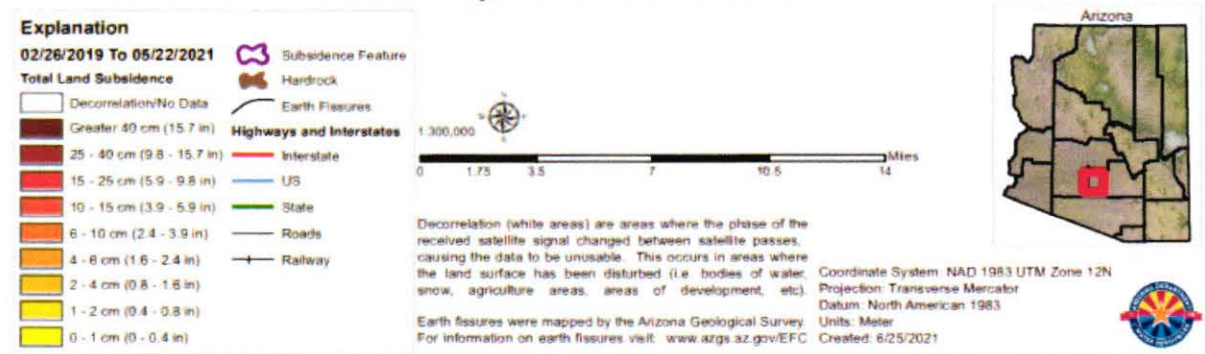 Explanation
02/26/2019 To 05/22/2021
Total Land Subsidence
Decorrelation/No Data
Greater 40 cm (15.7 in)
25 - 40 cm (9.8 - 15.7 in)
15 - 25 cm (5.9 - 9.8 in)
10 - 15 cm (3.9 - 5.9 in)
6 - 10 cm (2.4 - 3.9 in)
4 - 6 cm (1.6 - 2.4 in)
2 - 4 cm (0.8 - 1.6 in)
1 - 2 cm (0.4 - 0.8 in)
0 - 1 cm (0 - 0.4 in)
Subsidence Feature
Hardrock
Earth Fissures
Highways and Interstates
Interstate
US
State
Roads
Railway
1:300,000
Miles
0 1.75 3.5 7 10.5 14
Decorrelation (white areas) are areas where the phase of the
received satellite signal changed between satellite passes,
causing the data to be unusable. This occurs in areas where
the land surface has been disturbed (i.e. bodies of water,
snow, agriculture areas, areas of development, etc).
Earth fissures were mapped by the Arizona Geological Survey.
For information on earth fissures visit: www.azgs.az.gov/EFC
Arizona
Coordinate System: NAD 1983 UTM Zone 12N
Projection: Transverse Mercator
Datum: North American 1983
Units: Meter
Created: 6/25/2021